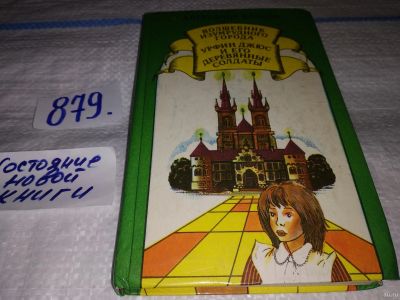 ВОЛШЕБНИК
ИЗУМРУДНОГО
ГОРОДА
УРФИН ДЖЮС
И ЕГО
ДЕРЕВЯННЫЕ
СОЛДАТЫ
879.
Состояние
новой
книги